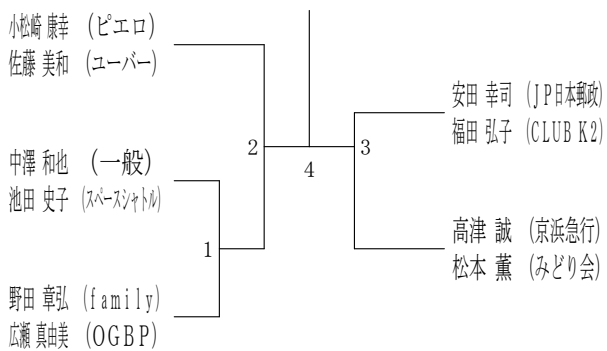 小松崎 康幸 (ピエロ)
佐藤 美和 (ユーバー)
中澤 和也 (一般)
池田 史子 (スペースシャトル)
野田 章弘 (family)
広瀬 真由美 (OGBP)
1
2
4
3
安田 幸司 (JP日本郵政)
福田 弘子 (CLUB K2)
高津 誠 (京浜急行)
松本 薫 (みどり会)